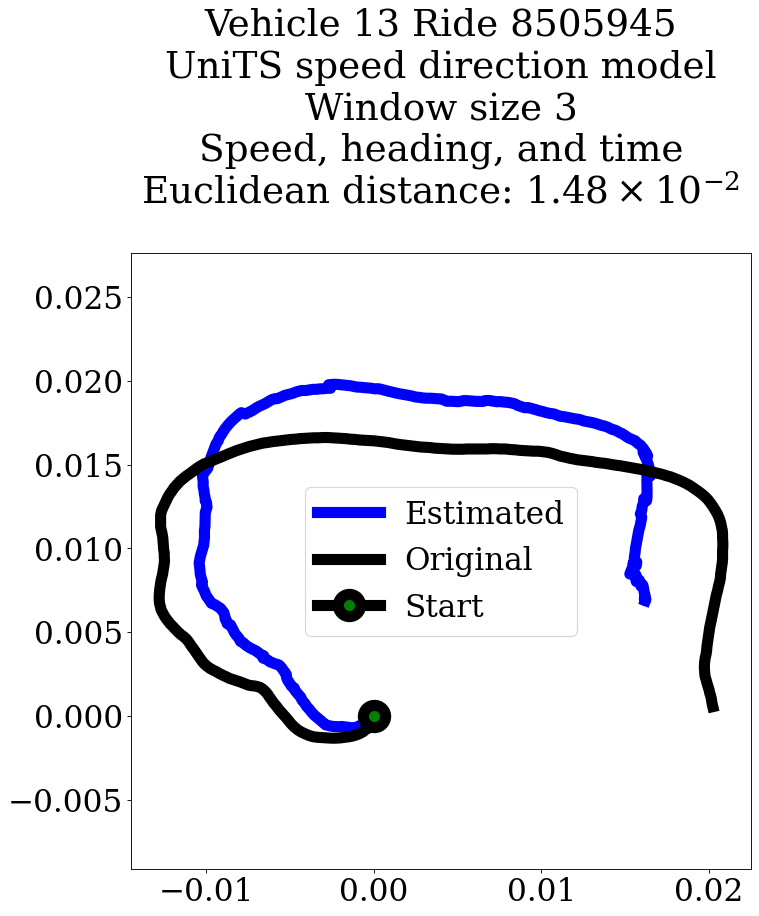 Vehicle 13 Ride 8505945
UniTS speed direction model
Window size 3
Speed, heading, and time
Euclidean distance: 1.48 × 10⁻²
0.025
0.020
0.015
0.010
0.005
0.000
−0.005
Estimated
Original
Start
−0.01 0.00 0.01 0.02